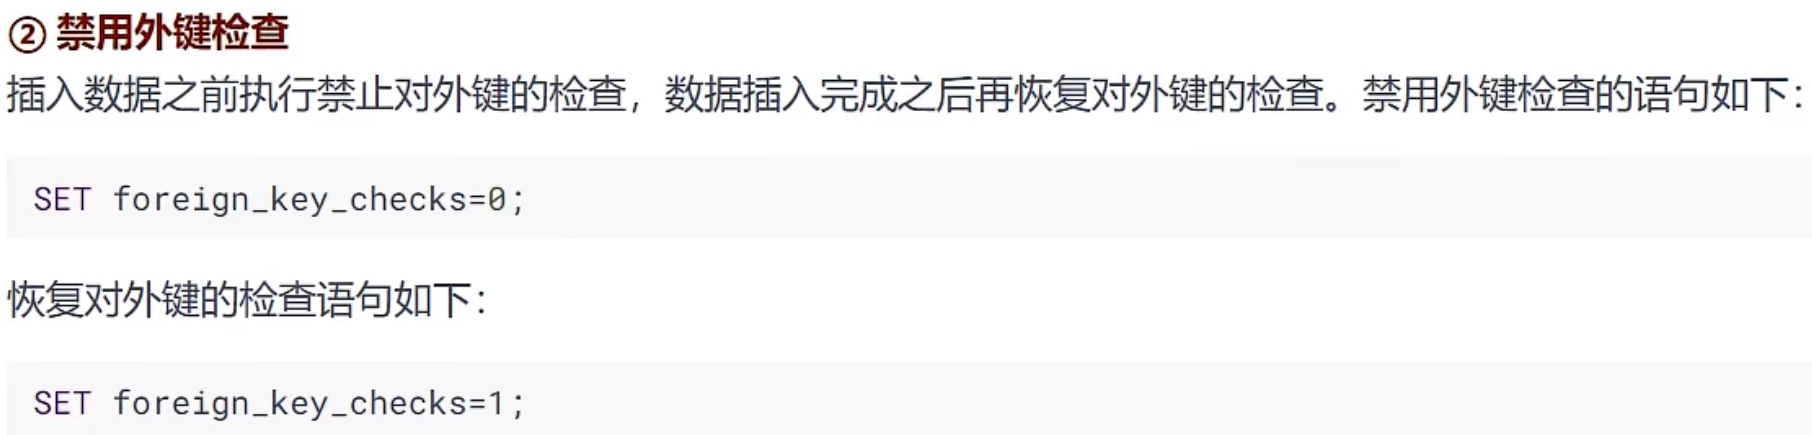 ② 禁用外键检查
插入数据之前执行禁止对外键的检查，数据插入完成之后再恢复对外键的检查。禁用外键检查的语句如下：
SET foreign_key_checks=0;
恢复对外键的检查语句如下：
SET foreign_key_checks=1;